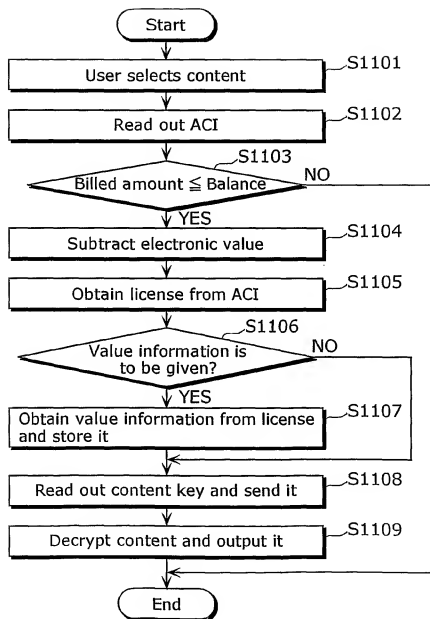 Start
User selects content
S1101
Read out ACI
S1102
S1103
Billed amount ≦ Balance
NO
YES
Subtract electronic value
S1104
Obtain license from ACI
S1105
S1106
Value information is
to be given?
NO
YES
Obtain value information from license
and store it
S1107
Read out content key and send it
S1108
Decrypt content and output it
S1109
End